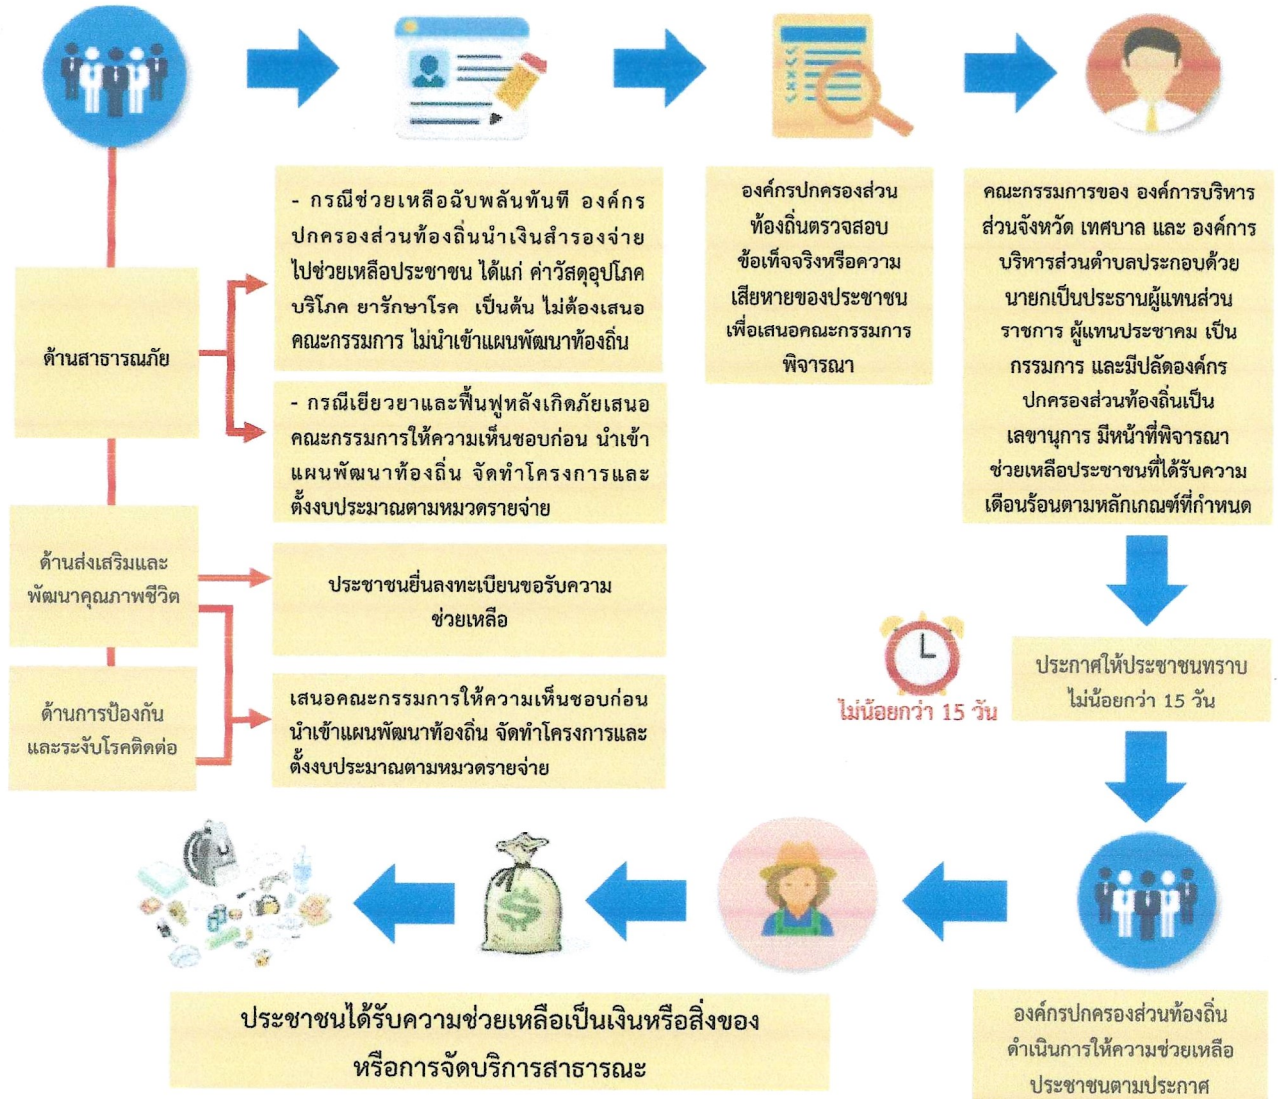 ด้านสาธารณภัย
- กรณีช่วยเหลือฉับพลันทันที องค์กร
ปกครองส่วนท้องถิ่นนำเงินสำรองจ่าย
ไปช่วยเหลือประชาชน ได้แก่ ค่าวัสดุอุปโภค
บริโภค ยารักษาโรค เป็นต้น ไม่ต้องเสนอ
คณะกรรมการ ไม่นำเข้าแผนพัฒนาท้องถิ่น
- กรณีเยียวยาและฟื้นฟูหลังเกิดภัยเสนอ
คณะกรรมการให้ความเห็นชอบก่อน นำเข้า
แผนพัฒนาท้องถิ่น จัดทำโครงการและ
ตั้งงบประมาณตามหมวดรายจ่าย
ด้านส่งเสริมและ
พัฒนาคุณภาพชีวิต
ประชาชนยื่นลงทะเบียนขอรับความ
ช่วยเหลือ
ด้านการป้องกัน
และระงับโรคติดต่อ
เสนอคณะกรรมการให้ความเห็นชอบก่อน
นำเข้าแผนพัฒนาท้องถิ่น จัดทำโครงการและ
ตั้งงบประมาณตามหมวดรายจ่าย
องค์กรปกครองส่วน
ท้องถิ่นตรวจสอบ
ข้อเท็จจริงหรือความ
เสียหายของประชาชน
เพื่อเสนอคณะกรรมการ
พิจารณา
คณะกรรมการของ องค์การบริหาร
ส่วนจังหวัด เทศบาล และ องค์การ
บริหารส่วนตำบลประกอบด้วย
นายกเป็นประธานผู้แทนส่วน
ราชการ ผู้แทนประชาคม เป็น
กรรมการ และมีปลัดองค์กร
ปกครองส่วนท้องถิ่นเป็น
เลขานุการ มีหน้าที่พิจารณา
ช่วยเหลือประชาชนที่ได้รับความ
เดือนร้อนตามหลักเกณฑ์ที่กำหนด
ไม่น้อยกว่า 15 วัน
ประกาศให้ประชาชนทราบ
ไม่น้อยกว่า 15 วัน
องค์กรปกครองส่วนท้องถิ่น
ดำเนินการให้ความช่วยเหลือ
ประชาชนตามประกาศ
ประชาชนได้รับความช่วยเหลือเป็นเงินหรือสิ่งของ
หรือการจัดบริการสาธารณะ